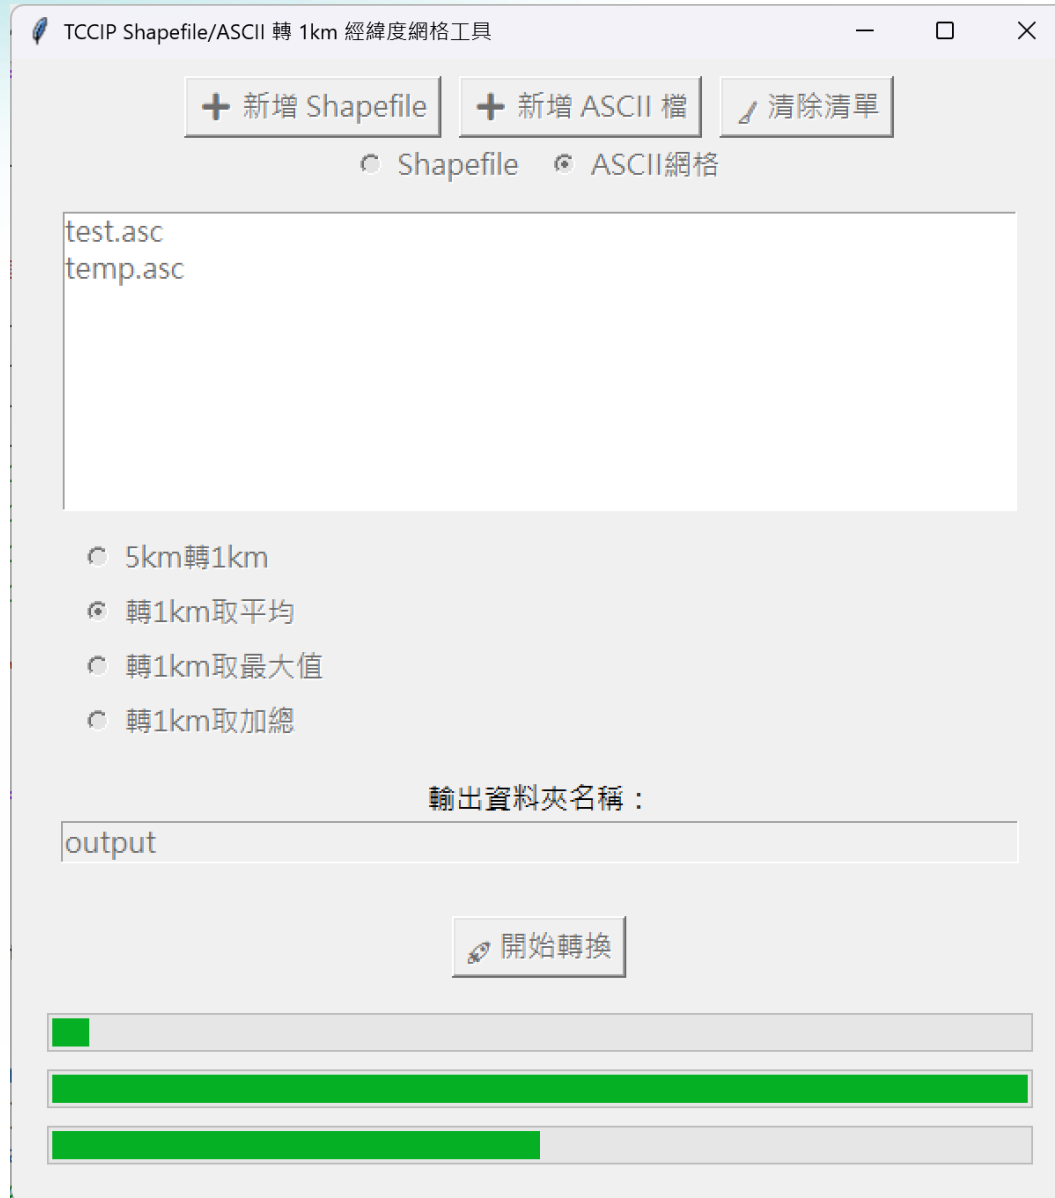 TCCIP Shapefile/ASCII 轉 1km 經緯度網格工具
新增 Shapefile 新增 ASCII 檔 清除清單
Shapefile ASCII網格
test.asc
temp.asc
5km轉1km
轉1km取平均
轉1km取最大值
轉1km取加總
輸出資料夾名稱：
output
開始轉換